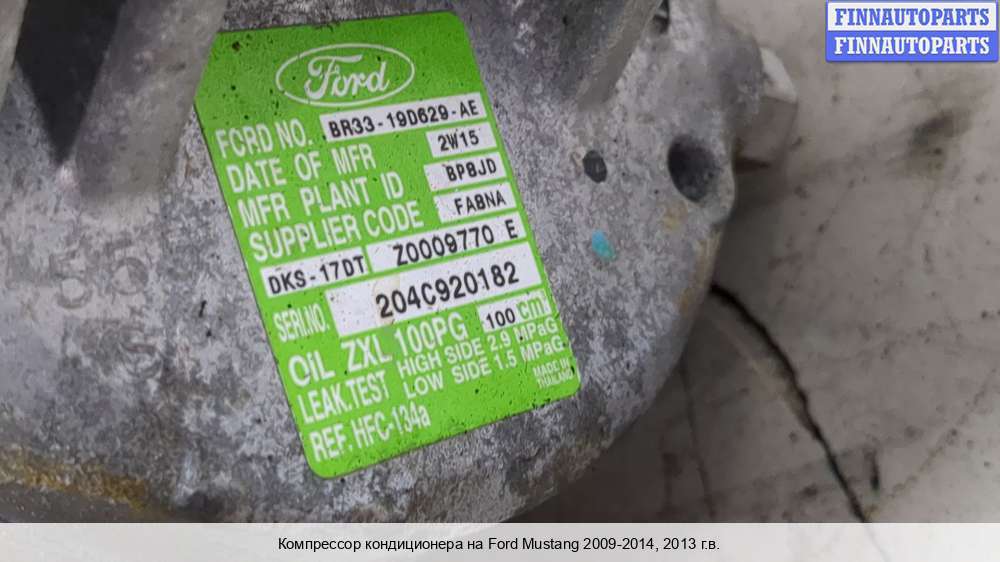 FINNAUTOPARTS
FINNAUTOPARTS
Ford
FORD NO. BR33-19D629-AE
DATE OF MFR 2W15
MFR PLANT ID BP8JD
SUPPLIER CODE FABNA
DKS-17DT Z0009770 E
SERI.NO. 204C920182
OIL ZXL 100PG 100 cm³
LEAK.TEST HIGH SIDE 2.9 MPaG
LOW SIDE 1.5 MPaG
REF. HFC-134a
MADE IN
THAILAND
55
Компрессор кондиционера на Ford Mustang 2009-2014, 2013 г.в.